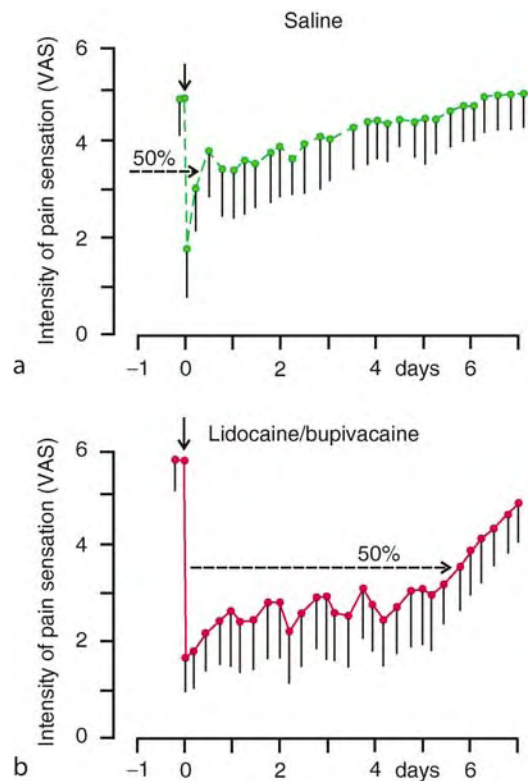 Saline
Intensity of pain sensation (VAS)
6
4
2
0
50%
a
–1 0 2 4 days 6
Lidocaine/bupivacaine
Intensity of pain sensation (VAS)
6
4
2
0
50%
b
–1 0 2 4 days 6